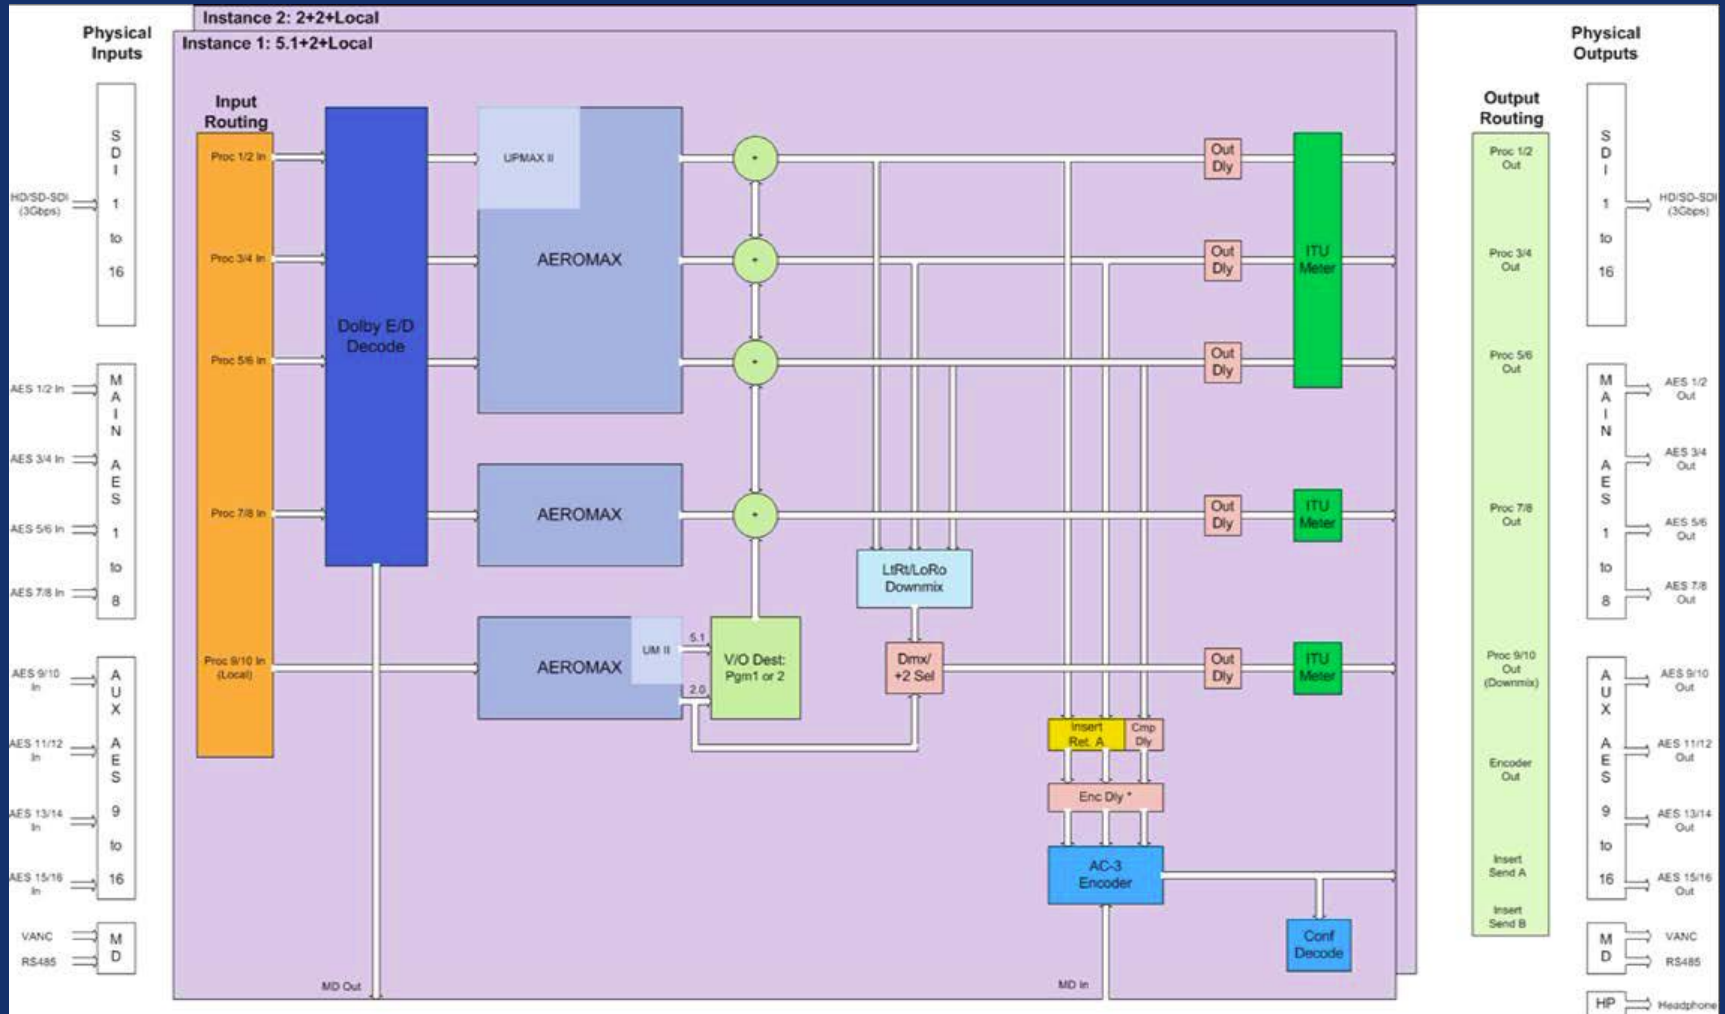 Instance 2: 2+2+Local
Instance 1: 5.1+2+Local
Physical
Inputs
S
D
I
1
to
16
HD/SD-SDI
(3Gbps)
M
A
I
N
A
E
S
1
to
8
AES 1/2 In
AES 3/4 In
AES 5/6 In
AES 7/8 In
A
U
X
A
E
S
9
to
16
AES 9/10
In
AES 11/12
In
AES 13/14
In
AES 15/16
In
M
D
VANC
RS485
Input
Routing
Proc 1/2 In
Proc 3/4 In
Proc 5/6 In
Proc 7/8 In
Proc 9/10 In
(Local)
Dolby E/D
Decode
UPMAX II
AEROMAX
AEROMAX
AEROMAX
UM II
5.1
2.0
+
+
+
+
V/O Dest:
Pgm1 or 2
LtRt/LoRo
Downmix
Dmx/
+2 Sel
Insert
Ret. A
Cmp
Dly
Enc Dly *
AC-3
Encoder
Conf
Decode
MD Out
MD In
Out
Dly
Out
Dly
Out
Dly
Out
Dly
Out
Dly
ITU
Meter
ITU
Meter
ITU
Meter
Output
Routing
Proc 1/2
Out
Proc 3/4
Out
Proc 5/6
Out
Proc 7/8
Out
Proc 9/10
Out
(Downmix)
Encoder
Out
Insert
Send A
Insert
Send B
Physical
Outputs
S
D
I
1
to
16
HD/SD-SDI
(3Gbps)
M
A
I
N
A
E
S
1
to
8
AES 1/2
Out
AES 3/4
Out
AES 5/6
Out
AES 7/8
Out
A
U
X
A
E
S
9
to
16
AES 9/10
Out
AES 11/12
Out
AES 13/14
Out
AES 15/16
Out
M
D
VANC
RS485
HP
Headphone